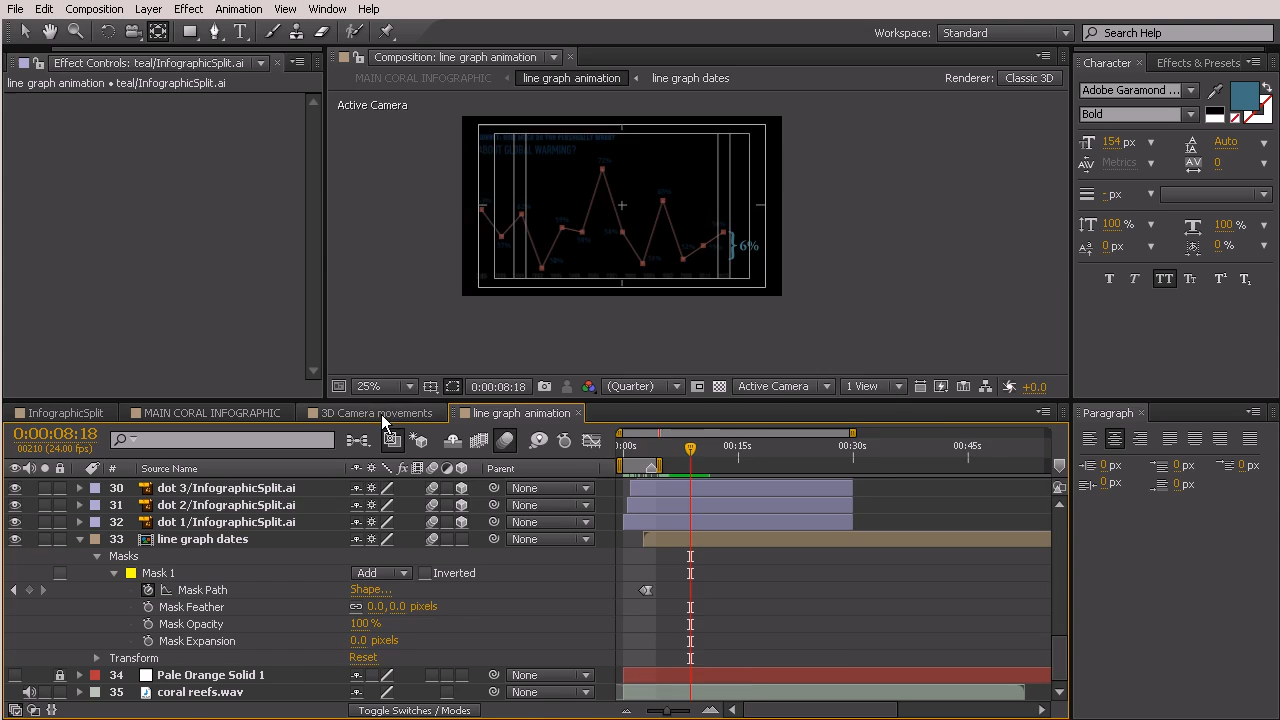 File Edit Composition Layer Effect Animation View Window Help
Workspace: Standard Search Help
Effect Controls: teal/InfographicSplit.ai
line graph animation • teal/InfographicSplit.ai
Composition: line graph animation
MAIN CORAL INFOGRAPHIC line graph animation line graph dates Renderer: Classic 3D
Active Camera
ABOUT GLOBAL WARMING?
6%
25% 0:00:08:18 (Quarter) Active Camera 1 View +0.0
Character Effects & Presets
Adobe Garamond ...
Bold
154 px Auto
Metrics 0
- px
100 % 100 %
0 px 0 %
T T TT Tt T¹ T₁
Paragraph
0 px 0 px 0 px
0 px 0 px
InfographicSplit MAIN CORAL INFOGRAPHIC 3D Camera movements line graph animation
0:00:08:18
00210 (24.00 fps)
0:00s 00:15s 00:30s 00:45s
# Source Name fx Parent
30 dot 3/InfographicSplit.ai None
31 dot 2/InfographicSplit.ai None
32 dot 1/InfographicSplit.ai None
33 line graph dates None
Masks
Mask 1 Add Inverted
Mask Path Shape...
Mask Feather 0.0,0.0 pixels
Mask Opacity 100 %
Mask Expansion 0.0 pixels
Transform Reset
34 Pale Orange Solid 1 None
35 coral reefs.wav None
Toggle Switches / Modes